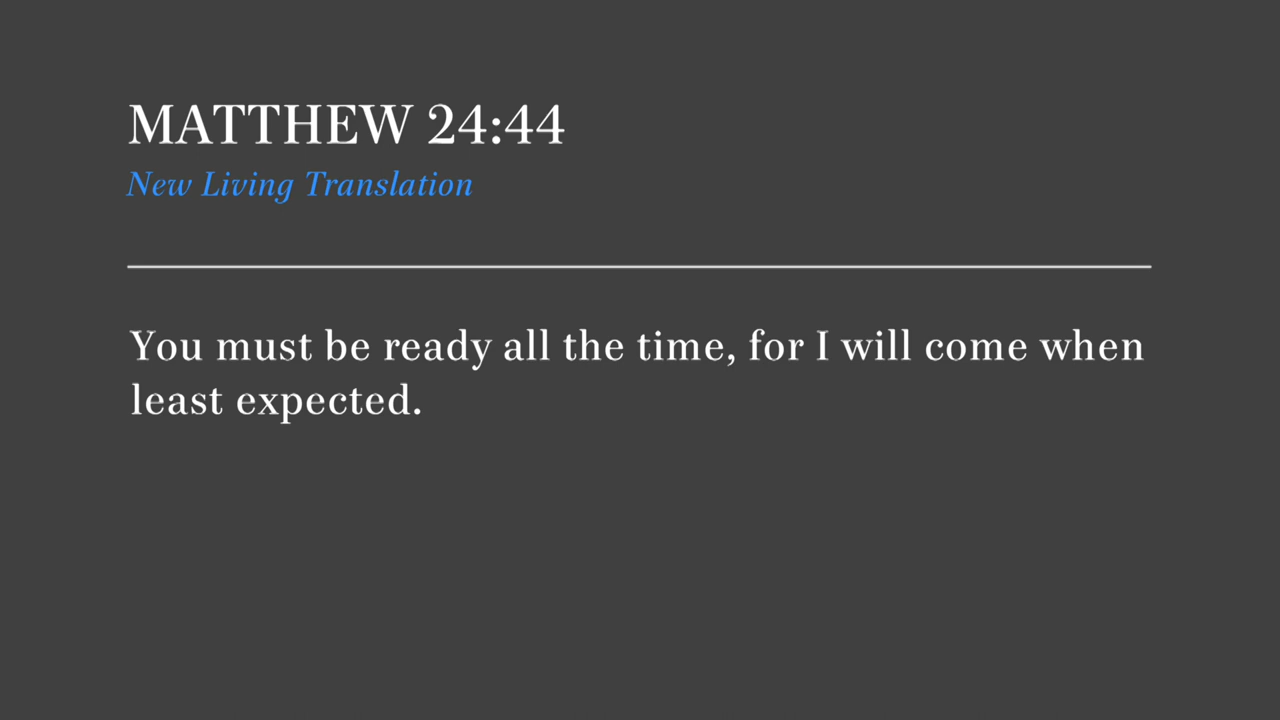 MATTHEW 24:44
New Living Translation
You must be ready all the time, for I will come when
least expected.